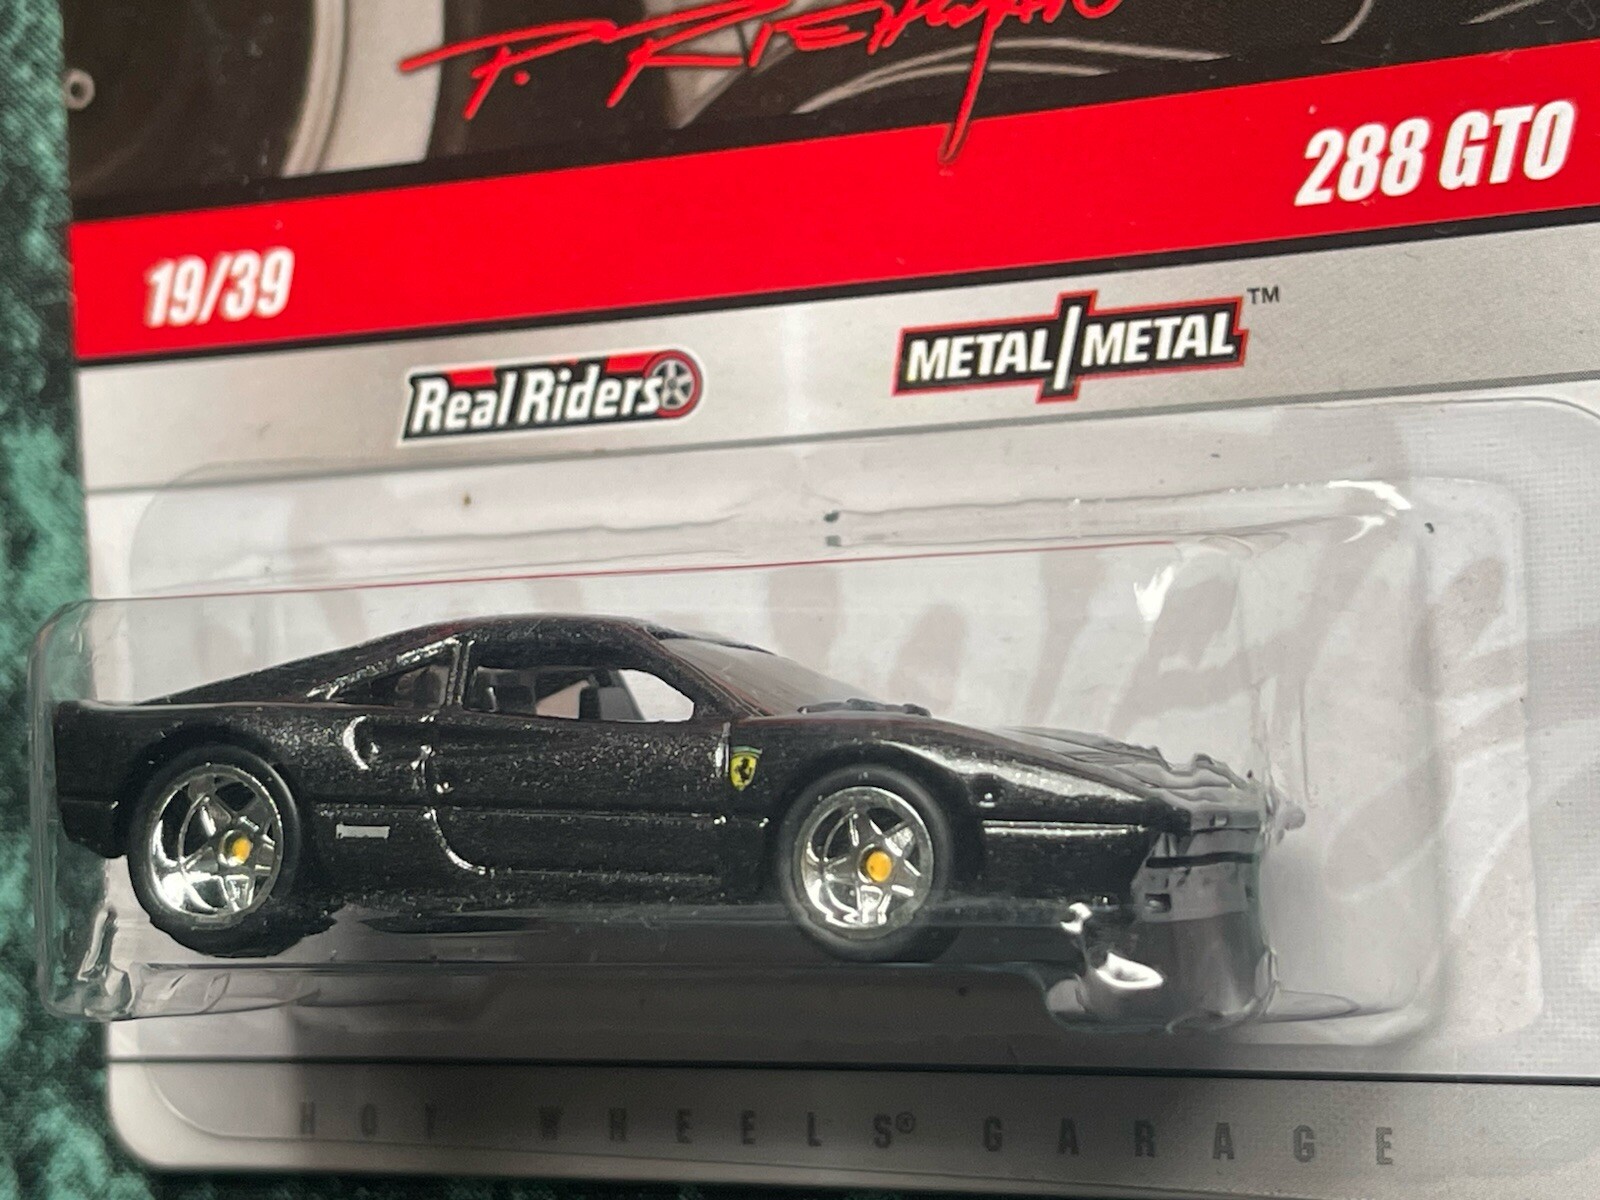 288 GTO
19/39
METAL/METAL™
Real Riders
HOT WHEELS® GARAGE